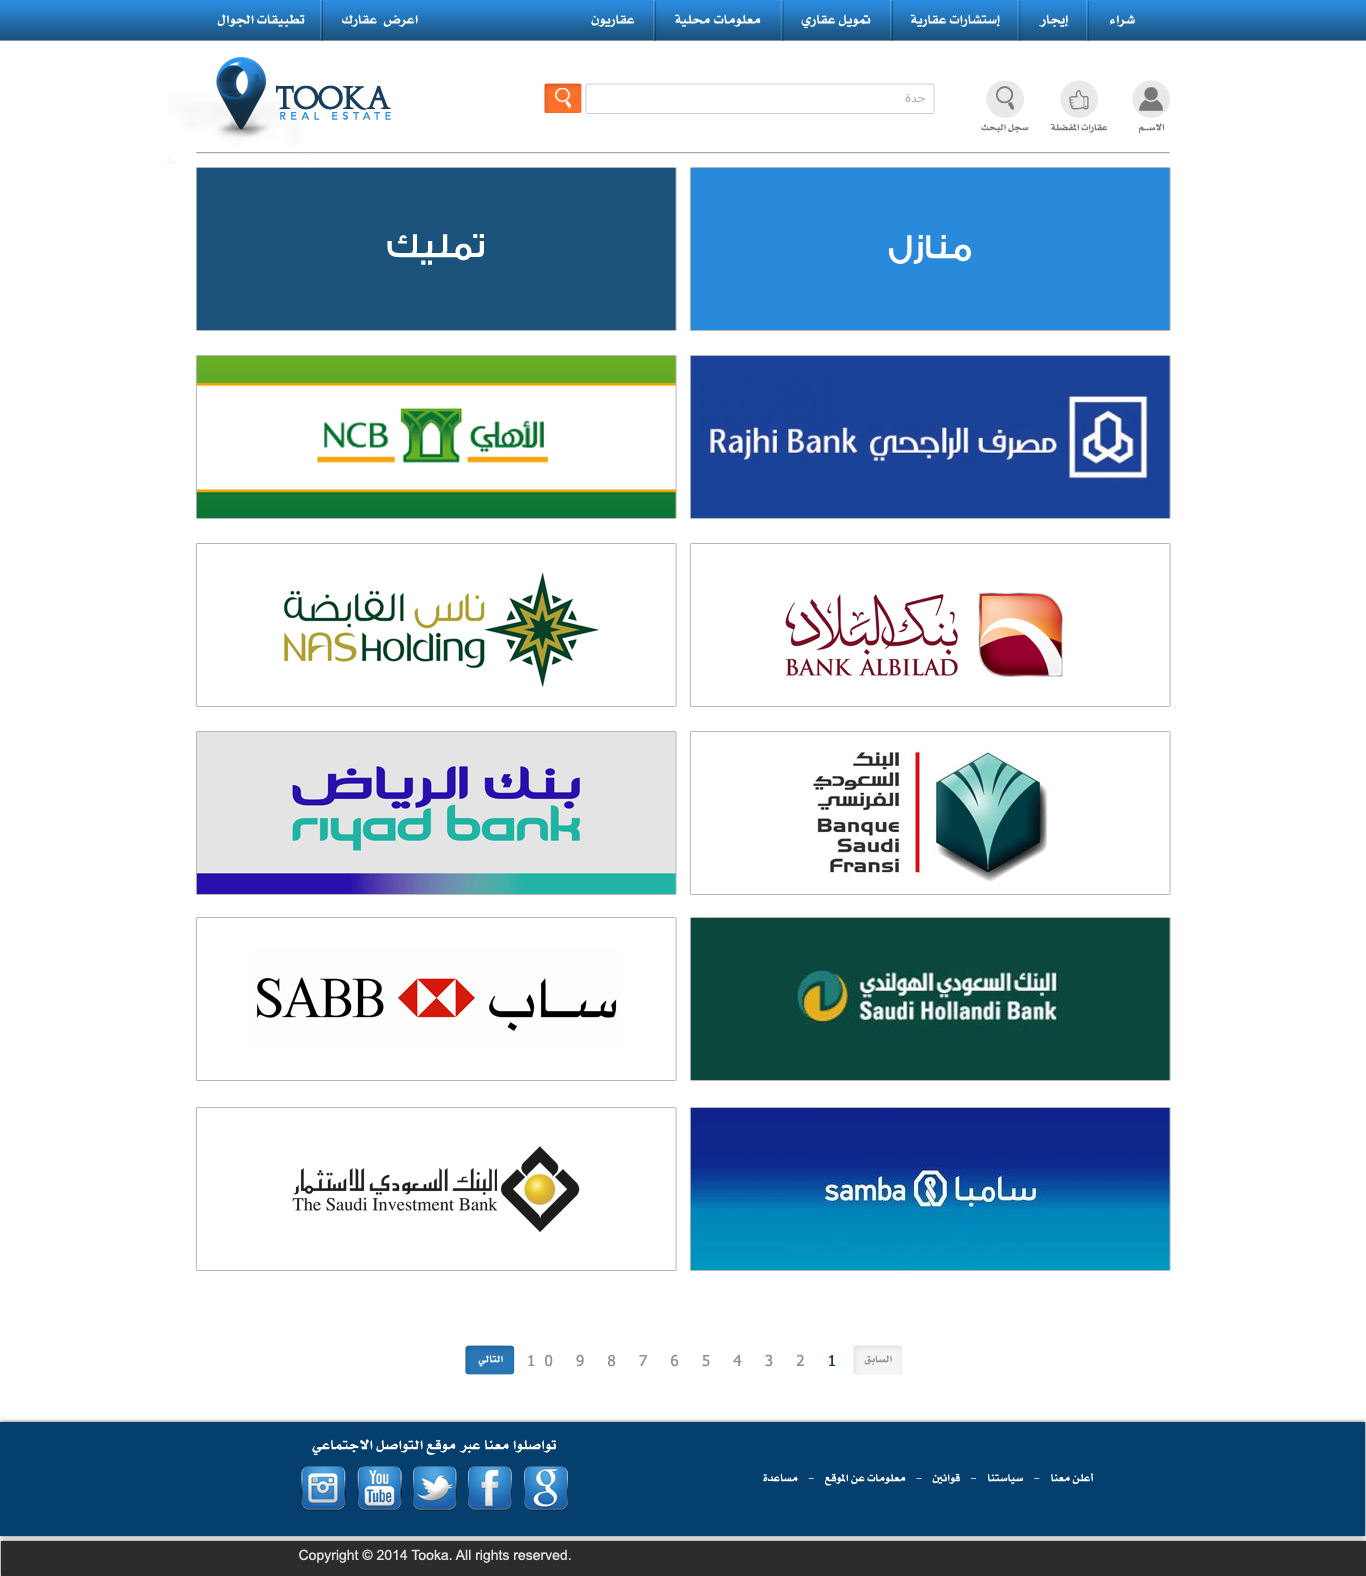 شراء
إيجار
إستشارات عقارية
تمويل عقاري
معلومات محلية
عقاريون
اعرض عقارك
تطبيقات الجوال
الاسم
عقارات المفضلة
سجل البحث
جدة
TOOKA
REAL ESTATE
منازل
تمليك
مصرف الراجحي Rajhi Bank
NCB الأهلي
بنك البلاد
BANK ALBILAD
ناس القابضة
NAS Holding
البنك
السعودي
الفرنسي
Banque
Saudi
Fransi
بنك الرياض
riyad bank
البنك السعودي الهولندي
Saudi Hollandi Bank
SABB ساب
samba سامبا
البنك السعودي للاستثمار
The Saudi Investment Bank
السابق 1 2 3 4 5 6 7 8 9 10 التالي
أعلن معنا - سياستنا - قوانين - معلومات عن الموقع - مساعدة
تواصلوا معنا عبر موقع التواصل الاجتماعي
You
Tube
Copyright © 2014 Tooka. All rights reserved.